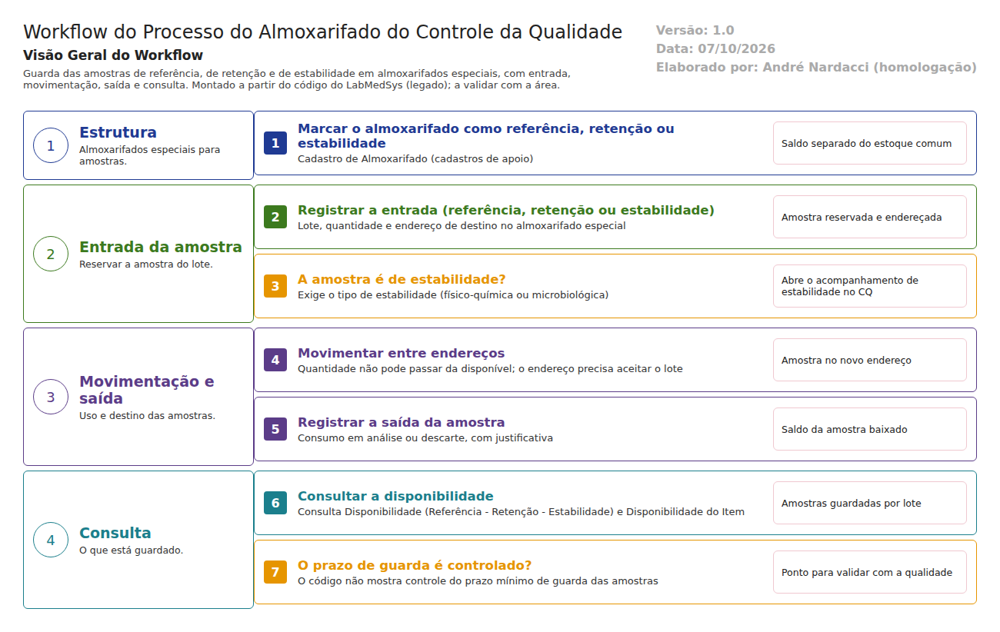 Workflow do Processo do Almoxarifado do Controle da Qualidade
Visão Geral do Workflow
Guarda das amostras de referência, de retenção e de estabilidade em almoxarifados especiais, com entrada,
movimentação, saída e consulta. Montado a partir do código do LabMedSys (legado); a validar com a área.
Versão: 1.0
Data: 07/10/2026
Elaborado por: André Nardacci (homologação)
1
Estrutura
Almoxarifados especiais para
amostras.
1
Marcar o almoxarifado como referência, retenção ou
estabilidade
Cadastro de Almoxarifado (cadastros de apoio)
Saldo separado do estoque comum
2
Entrada da amostra
Reservar a amostra do lote.
2
Registrar a entrada (referência, retenção ou estabilidade)
Lote, quantidade e endereço de destino no almoxarifado especial
Amostra reservada e endereçada
3
A amostra é de estabilidade?
Exige o tipo de estabilidade (físico-química ou microbiológica)
Abre o acompanhamento de
estabilidade no CQ
3
Movimentação e
saída
Uso e destino das amostras.
4
Movimentar entre endereços
Quantidade não pode passar da disponível; o endereço precisa aceitar o lote
Amostra no novo endereço
5
Registrar a saída da amostra
Consumo em análise ou descarte, com justificativa
Saldo da amostra baixado
4
Consulta
O que está guardado.
6
Consultar a disponibilidade
Consulta Disponibilidade (Referência - Retenção - Estabilidade) e Disponibilidade do Item
Amostras guardadas por lote
7
O prazo de guarda é controlado?
O código não mostra controle do prazo mínimo de guarda das amostras
Ponto para validar com a qualidade